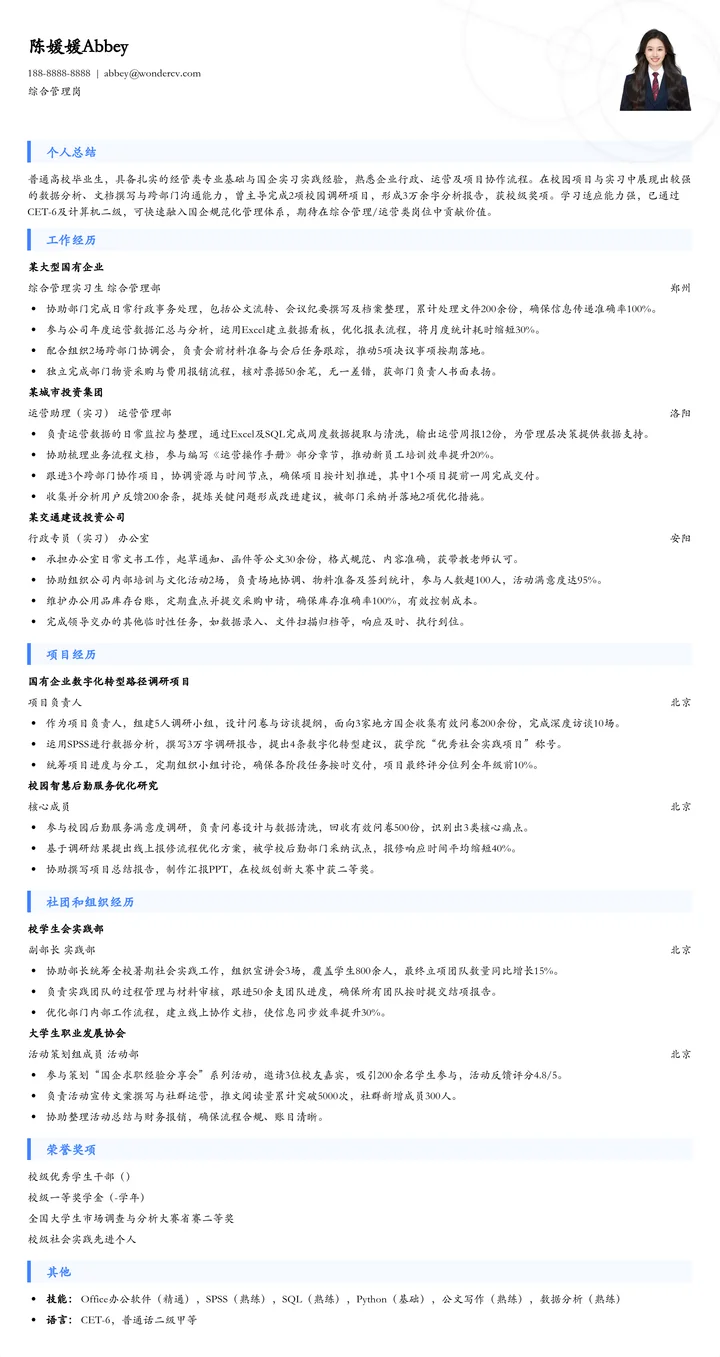 陈媛媛Abbey
188-8888-8888 | abbey@wondercv.com
综合管理岗
个人总结
普通高校毕业生，具备扎实的经营类专业基础与国企实习实践经验，熟悉企业行政、运营及项目协作流程。在校园项目与实习中展现出较强
的数据分析、文档撰写与跨部门沟通能力，曾主导完成2项校园调研项目，形成3万余字分析报告，获校级奖项。学习适应能力强，已通过
CET-6及计算机二级，可快速融入国企规范化管理体系，期待在综合管理/运营类岗位中贡献价值。
工作经历
某大型国有企业
综合管理实习生 综合管理部 郑州
• 协助部门完成日常行政事务处理，包括公文流转、会议纪要撰写及档案整理，累计处理文件200余份，确保信息传递准确率100%。
• 参与公司年度运营数据汇总与分析，运用Excel建立数据看板，优化报表流程，将月度统计耗时缩短30%。
• 配合组织2场跨部门协调会，负责会前材料准备与会后任务跟踪，推动5项决议事项按期落地。
• 独立完成部门物资采购与费用报销流程，核对票据50余笔，无一差错，获部门负责人书面表扬。
某城市投资集团
运营助理（实习） 运营管理部 洛阳
• 负责运营数据的日常监控与整理，通过Excel及SQL完成周度数据提取与清洗，输出运营周报12份，为管理层决策提供数据支持。
• 协助梳理业务流程文档，参与编写《运营操作手册》部分章节，推动新员工培训效率提升20%。
• 跟进3个跨部门协作项目，协调资源与时间节点，确保项目按计划推进，其中1个项目提前一周完成交付。
• 收集并分析用户反馈200余条，提炼关键问题形成改进建议，被部门采纳并落地2项优化措施。
某交通建设投资公司
行政专员（实习） 办公室 安阳
• 承担办公室日常文书工作，起草通知、函件等公文30余份，格式规范、内容准确，获带教老师认可。
• 协助组织公司内部培训与文化活动2场，负责场地协调、物料准备及签到统计，参与人数超100人，活动满意度达95%。
• 维护办公用品库存台账，定期盘点并提交采购申请，确保库存准确率100%，有效控制成本。
• 完成领导交办的其他临时性任务，如数据录入、文件扫描归档等，响应及时、执行到位。
项目经历
国有企业数字化转型路径调研项目
项目负责人 北京
• 作为项目负责人，组建5人调研小组，设计问卷与访谈提纲，面向3家地方国企收集有效问卷200余份，完成深度访谈10场。
• 运用SPSS进行数据分析，撰写3万字调研报告，提出4条数字化转型建议，获学院“优秀社会实践项目”称号。
• 统筹项目进度与分工，定期组织小组讨论，确保各阶段任务按时交付，项目最终评分位列全年级前10%。
校园智慧后勤服务优化研究
核心成员 北京
• 参与校园后勤服务满意度调研，负责问卷设计与数据清洗，回收有效问卷500份，识别出3类核心痛点。
• 基于调研结果提出线上报修流程优化方案，被学校后勤部门采纳试点，报修响应时间平均缩短40%。
• 协助撰写项目总结报告，制作汇报PPT，在校级创新大赛中获二等奖。
社团和组织经历
校学生会实践部
副部长 实践部 北京
• 协助部长统筹全校暑期社会实践工作，组织宣讲会3场，覆盖学生800余人，最终立项团队数量同比增长15%。
• 负责实践团队的过程管理与材料审核，跟进50余支团队进度，确保所有团队按时提交结项报告。
• 优化部门内部工作流程，建立线上协作文档，使信息同步效率提升30%。
大学生职业发展协会
活动策划组成员 活动部 北京
• 参与策划“国企求职经验分享会”系列活动，邀请3位校友嘉宾，吸引200余名学生参与，活动反馈评分4.8/5。
• 负责活动宣传文案撰写与社群运营，推文阅读量累计突破5000次，社群新增成员300人。
• 协助整理活动总结与财务报销，确保流程合规、账目清晰。
荣誉奖项
校级优秀学生干部（）
校级一等奖学金（-学年）
全国大学生市场调查与分析大赛省赛二等奖
校级社会实践先进个人
其他
• 技能： Office办公软件（精通），SPSS（熟练），SQL（熟练），Python（基础），公文写作（熟练），数据分析（熟练）
• 语言： CET-6，普通话二级甲等